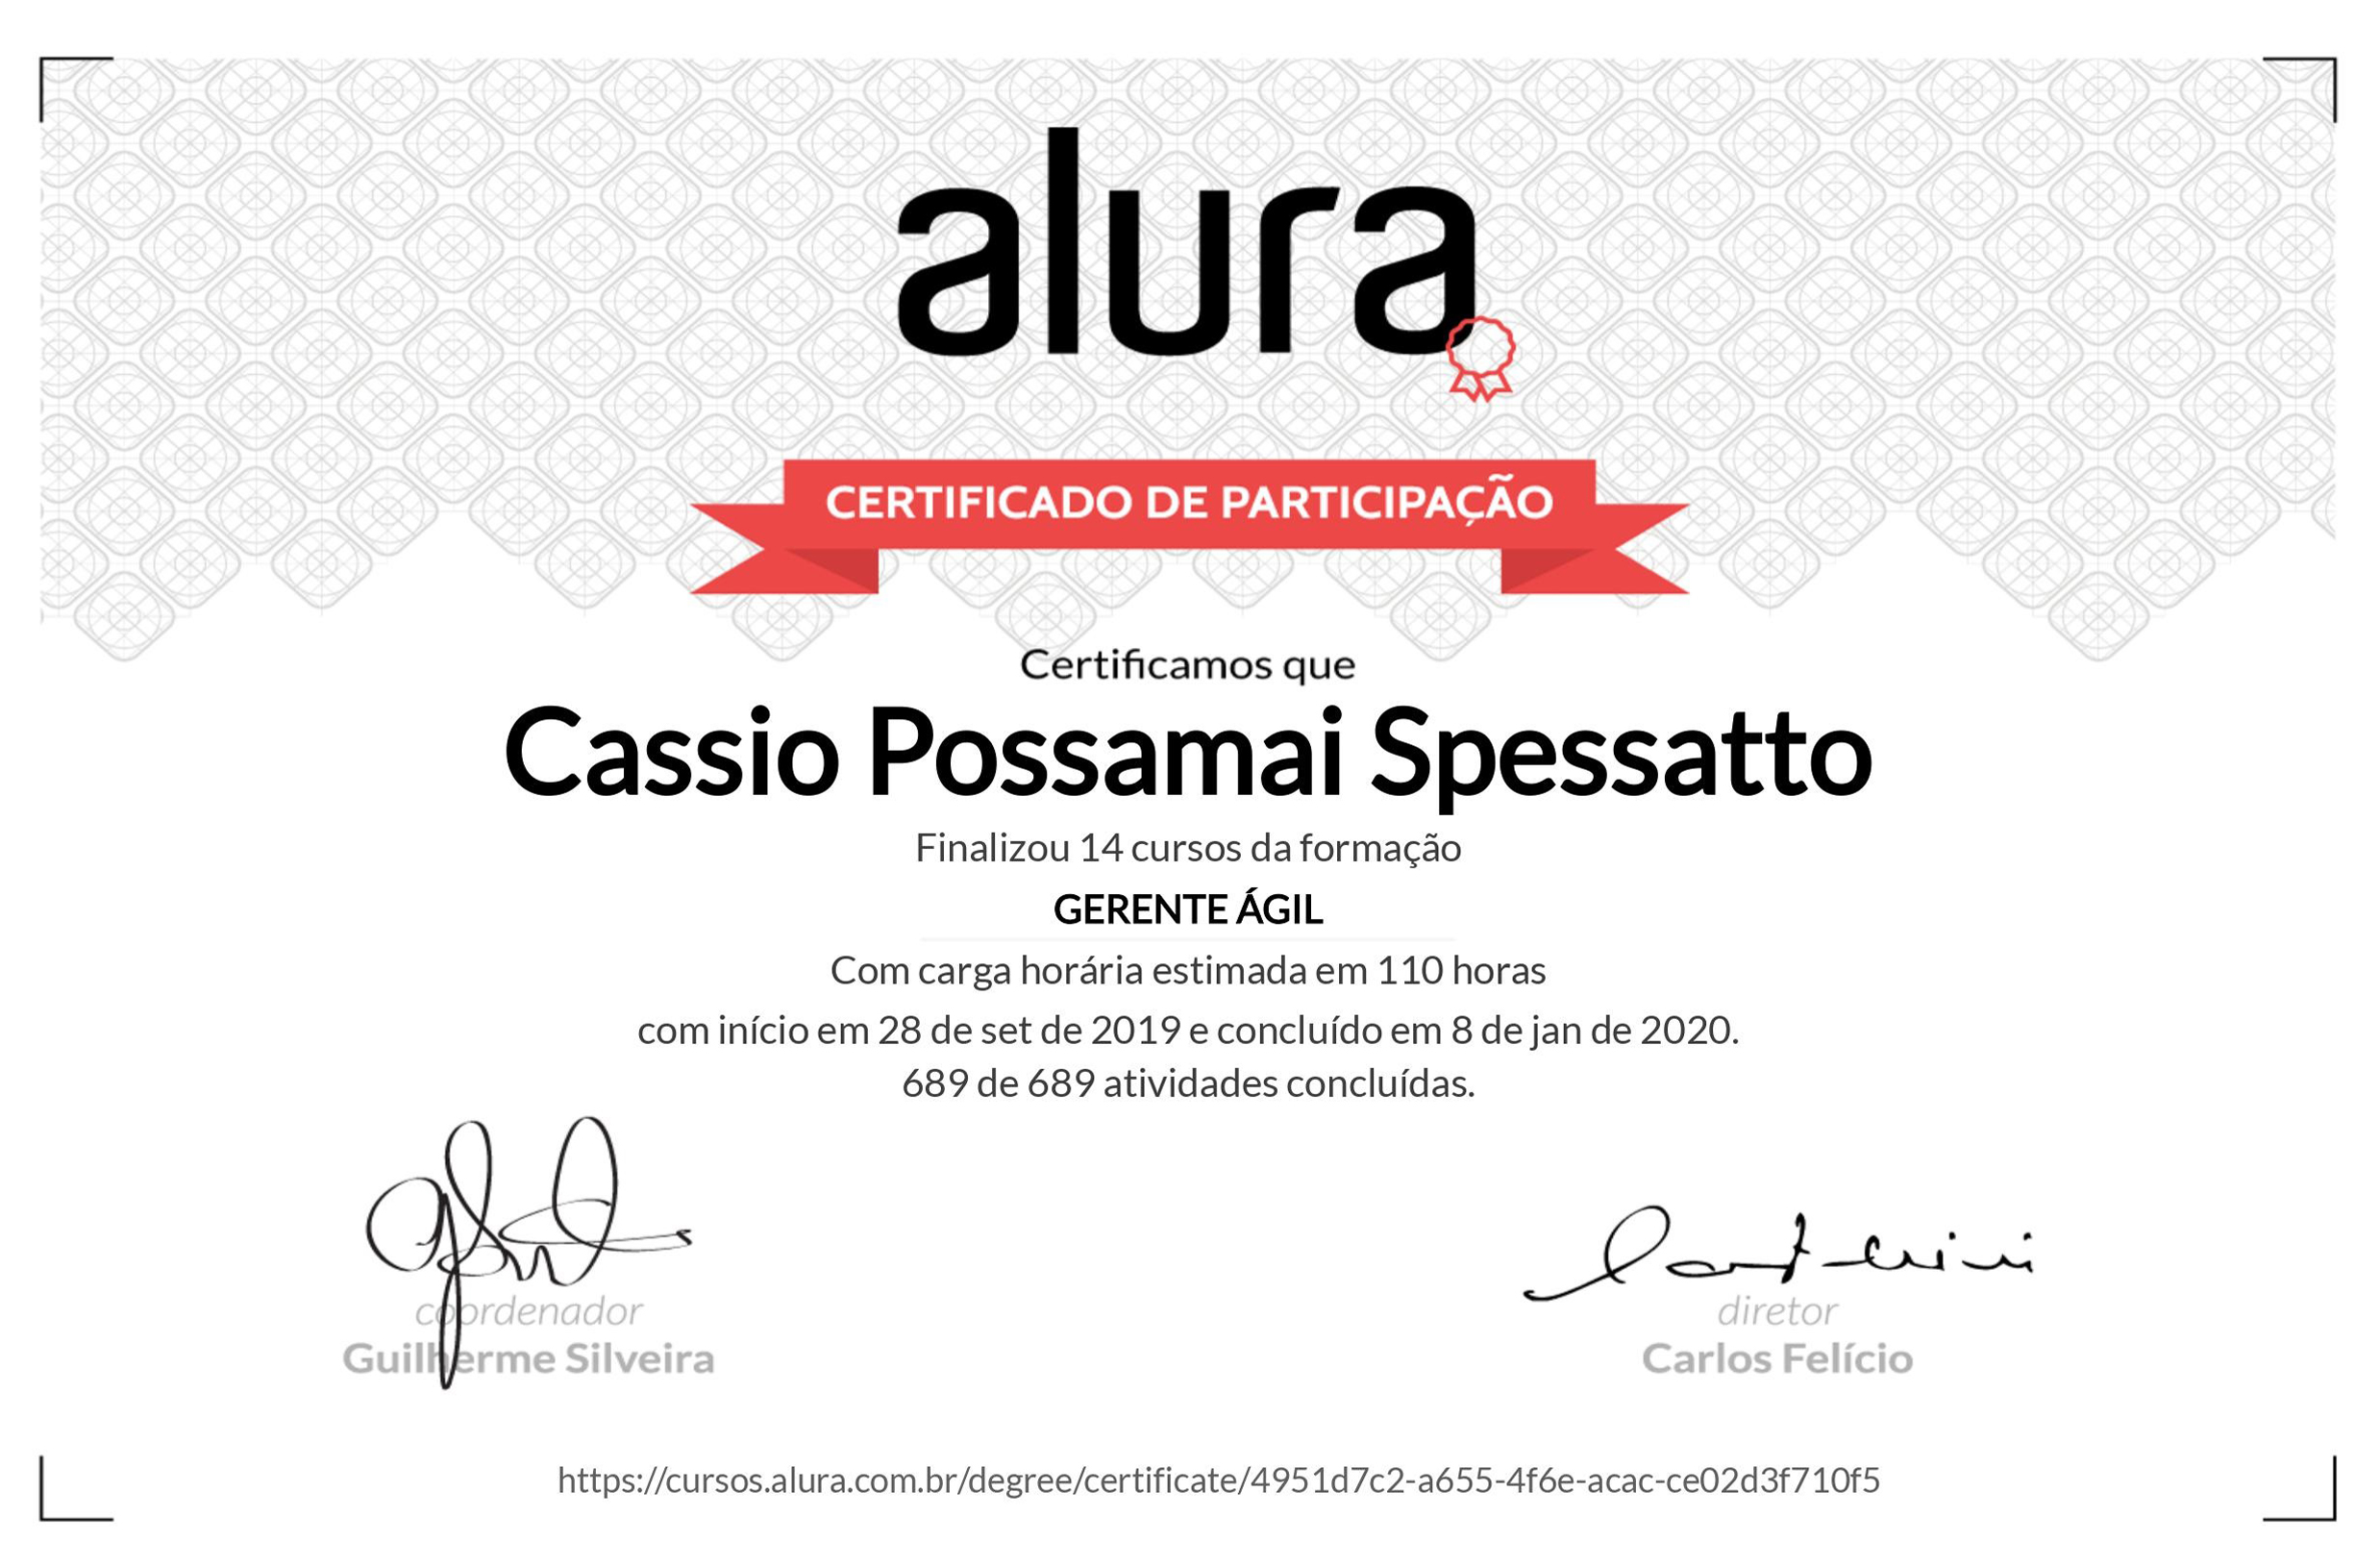 alura
CERTIFICADO DE PARTICIPAÇÃO
Certificamos que
Cassio Possamai Spessatto
Finalizou 14 cursos da formação
GERENTE ÁGIL
Com carga horária estimada em 110 horas
com início em 28 de set de 2019 e concluído em 8 de jan de 2020.
689 de 689 atividades concluídas.
coordenador
Guilherme Silveira
diretor
Carlos Felício
https://cursos.alura.com.br/degree/certificate/4951d7c2-a655-4f6e-acac-ce02d3f710f5